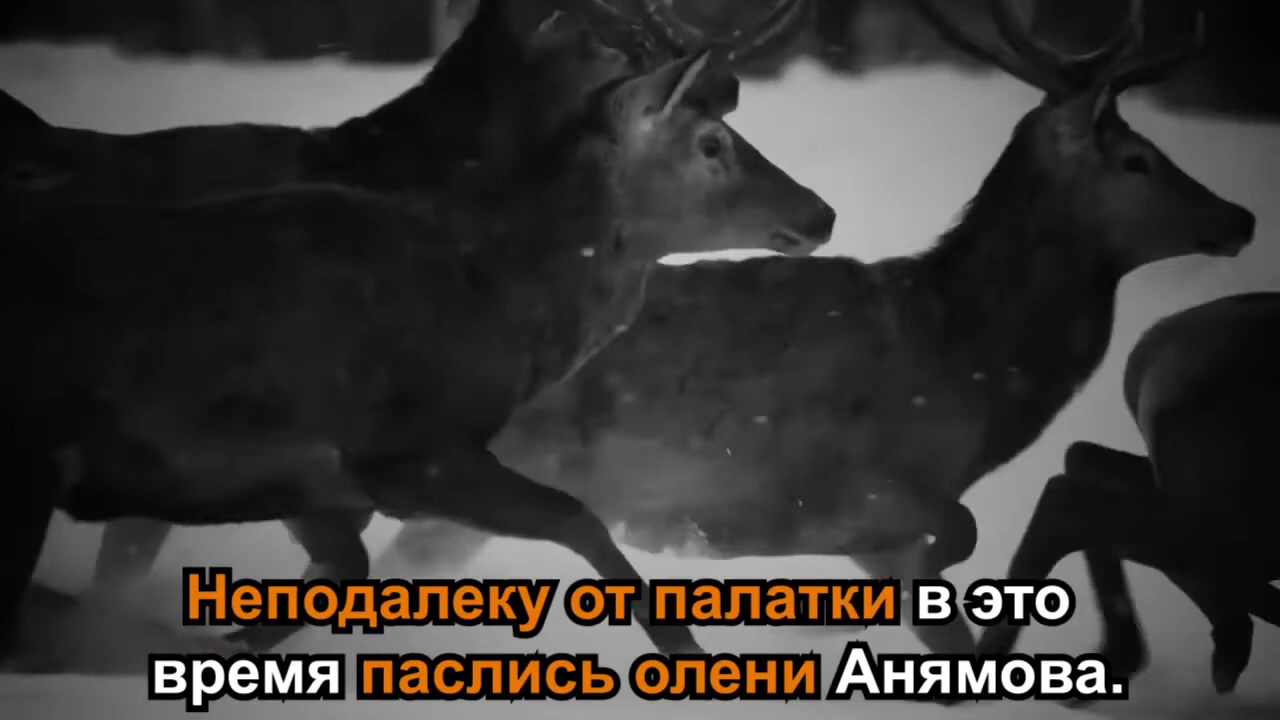 Неподалеку от палатки в это
время паслись олени Анямова.